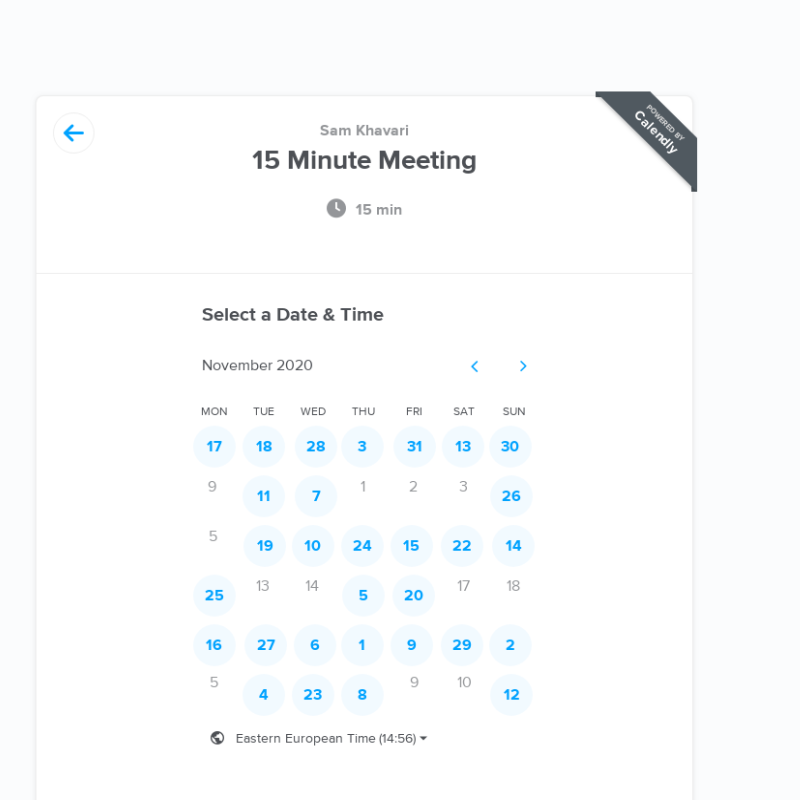 POWERED BY
Calendly
Sam Khavari
15 Minute Meeting
15 min
Select a Date & Time
November 2020
MON TUE WED THU FRI SAT SUN
17 18 28 3 31 13 30
9 11 7 1 2 3 26
5 19 10 24 15 22 14
25 13 14 5 20 17 18
16 27 6 1 9 29 2
5 4 23 8 9 10 12
Eastern European Time (14:56)